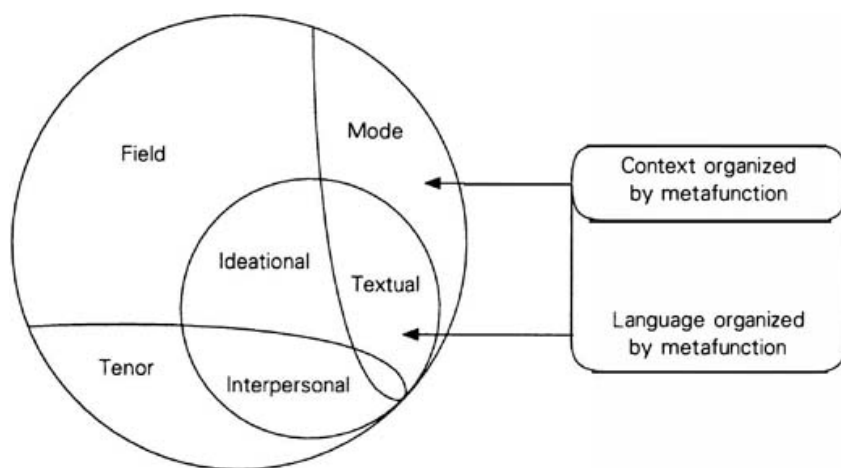 Mode
Field
Context organized
by metafunction
Ideational
Textual
Language organized
by metafunction
Tenor
Interpersonal